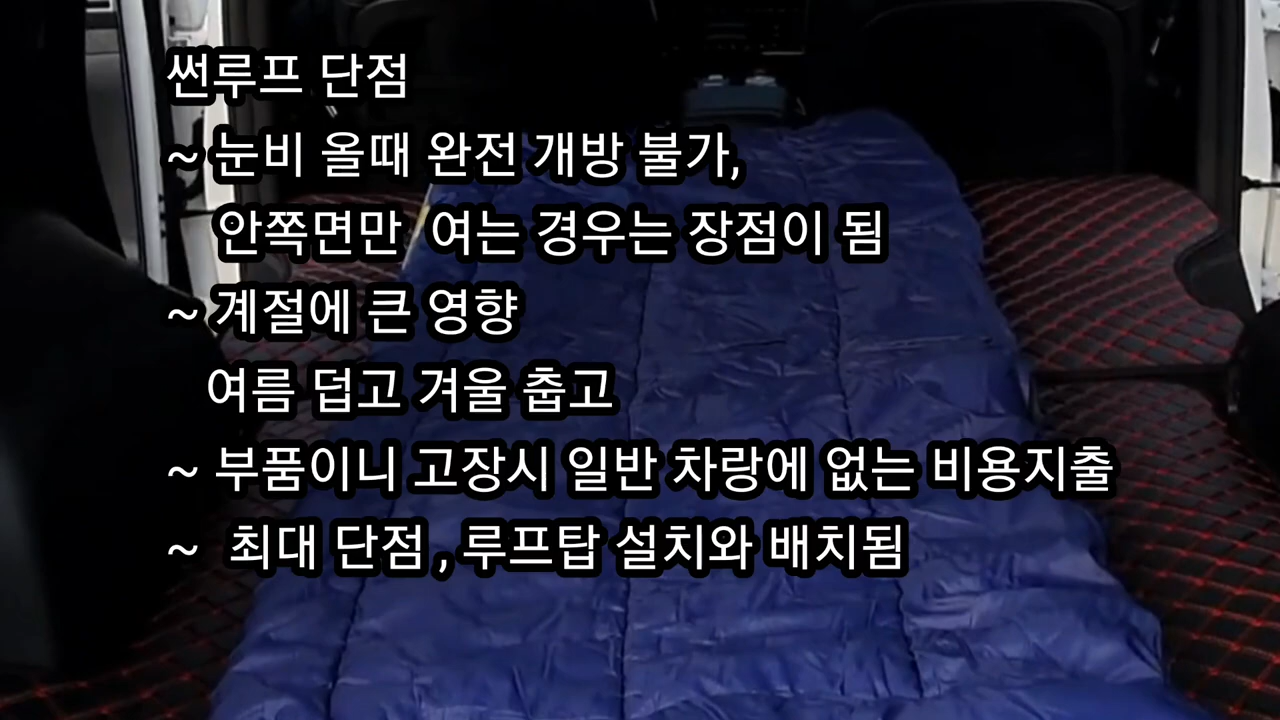 썬루프 단점
~ 눈비 올때 완전 개방 불가,
안쪽면만 여는 경우는 장점이 됨
~ 계절에 큰 영향
여름 덥고 겨울 춥고
~ 부품이니 고장시 일반 차량에 없는 비용지출
~ 최대 단점 , 루프탑 설치와 배치됨